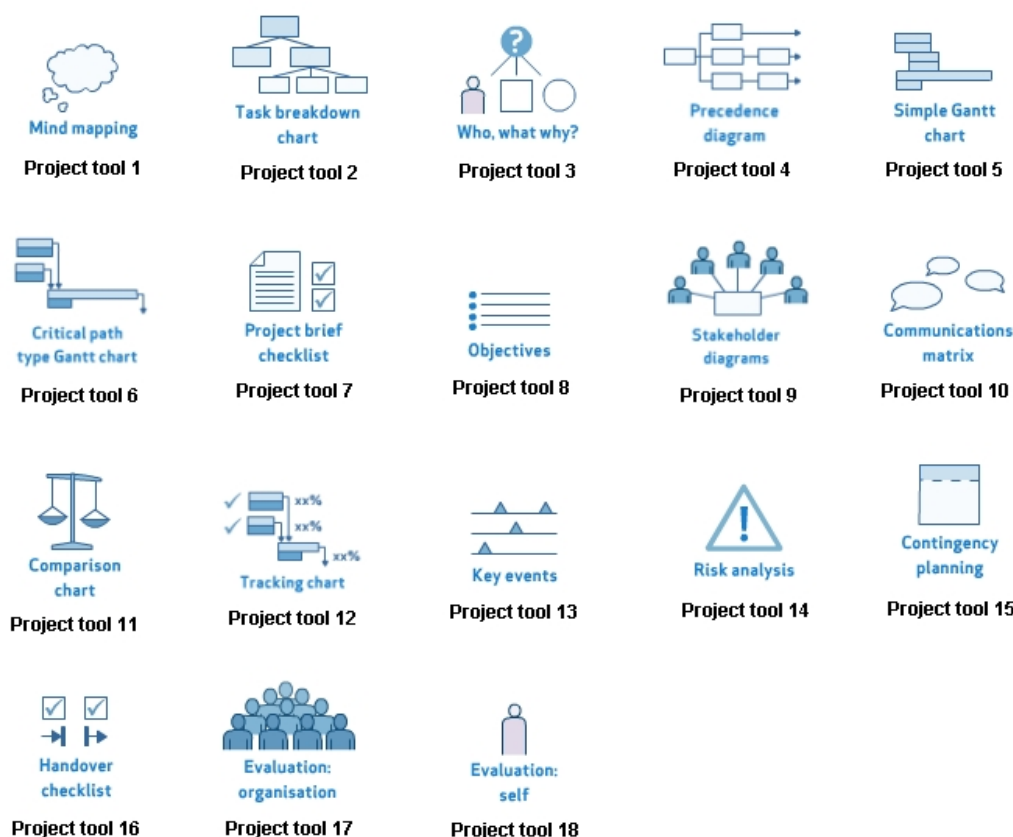 ?
Mind mapping
Project tool 1
Task breakdown
chart
Project tool 2
Who, what why?
Project tool 3
Precedence
diagram
Project tool 4
Simple Gantt
chart
Project tool 5
Critical path
type Gantt chart
Project tool 6
Project brief
checklist
Project tool 7
Objectives
Project tool 8
Stakeholder
diagrams
Project tool 9
Communications
matrix
Project tool 10
Comparison
chart
Project tool 11
xx%
xx%
xx%
Tracking chart
Project tool 12
Key events
Project tool 13
!
Risk analysis
Project tool 14
Contingency
planning
Project tool 15
Handover
checklist
Project tool 16
Evaluation:
organisation
Project tool 17
Evaluation:
self
Project tool 18